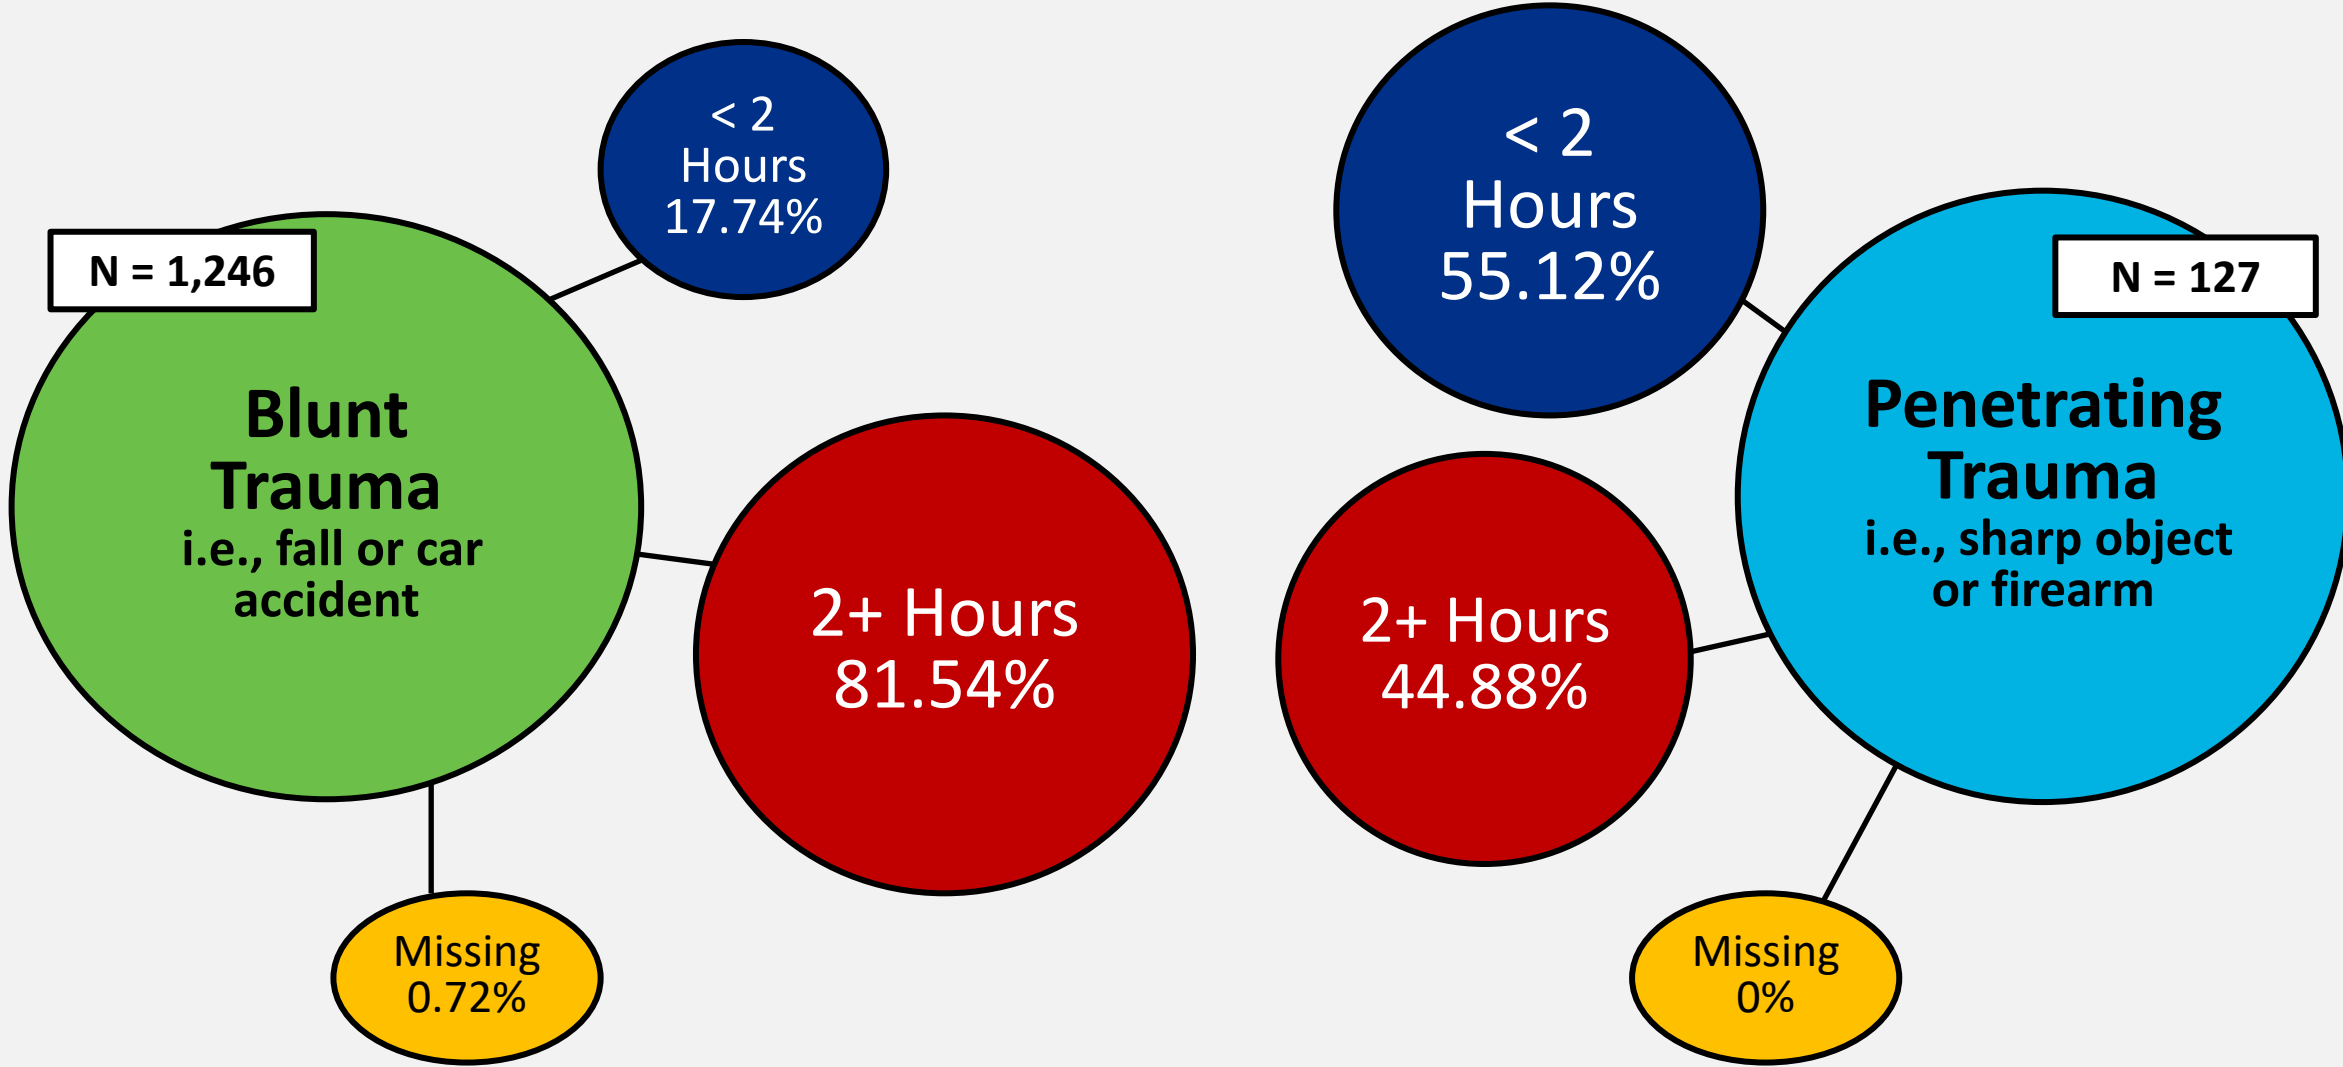 N = 1,246
Blunt
Trauma
i.e., fall or car
accident
< 2
Hours
17.74%
2+ Hours
81.54%
Missing
0.72%
< 2
Hours
55.12%
N = 127
Penetrating
Trauma
i.e., sharp object
or firearm
2+ Hours
44.88%
Missing
0%